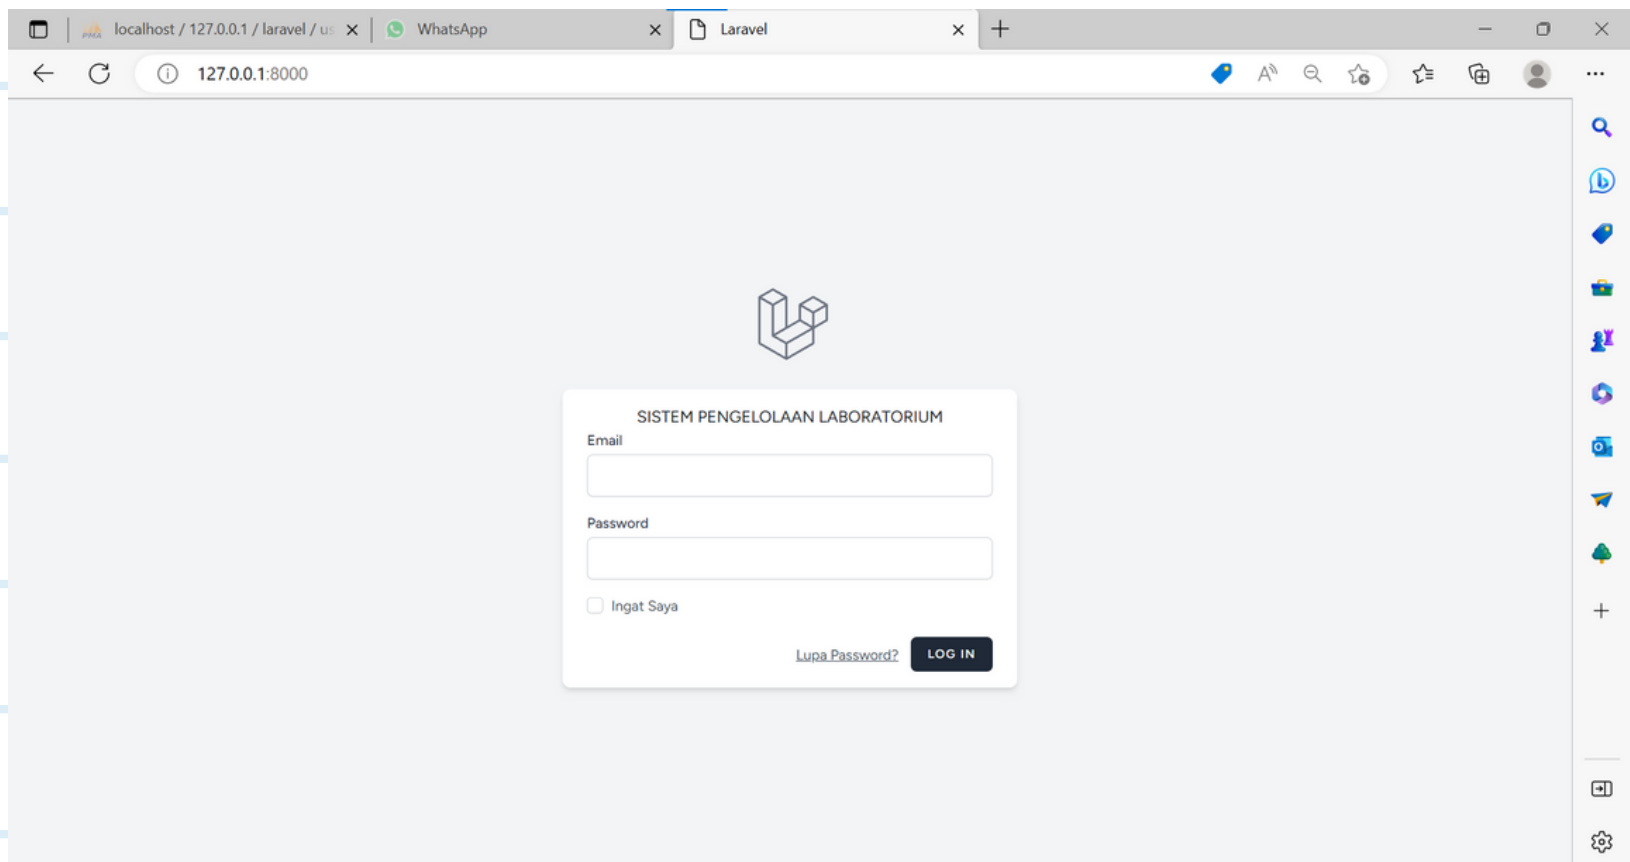 localhost / 127.0.0.1 / laravel / us
WhatsApp
Laravel
127.0.0.1:8000
SISTEM PENGELOLAAN LABORATORIUM
Email
Password
Ingat Saya
Lupa Password?
LOG IN